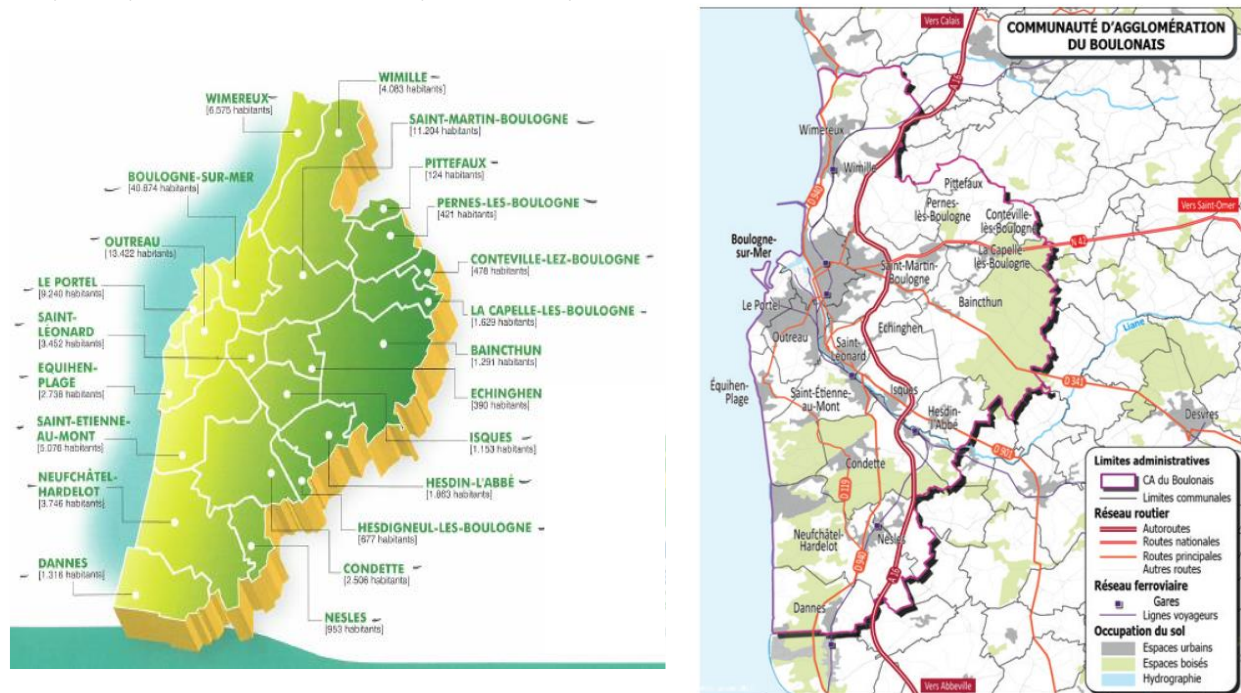 WIMILLE
[4.083 habitants]
WIMEREUX
[6.575 habitants]
SAINT-MARTIN-BOULOGNE
[11.204 habitants]
PITTEFAUX
[124 habitants]
BOULOGNE-SUR-MER
[40.874 habitants]
PERNES-LES-BOULOGNE
[421 habitants]
OUTREAU
[13.422 habitants]
CONTEVILLE-LEZ-BOULOGNE
[478 habitants]
LE PORTEL
[9.240 habitants]
LA CAPELLE-LES-BOULOGNE
[1.629 habitants]
SAINT-
LÉONARD
[3.452 habitants]
BAINCTHUN
[1.291 habitants]
EQUIHEN-
PLAGE
[2.738 habitants]
ECHINGHEN
[390 habitants]
SAINT-ETIENNE-
AU-MONT
[5.076 habitants]
ISQUES
[1.153 habitants]
NEUFCHÂTEL-
HARDELOT
[3.746 habitants]
HESDIN-L'ABBÉ
[1.863 habitants]
HESDIGNEUL-LES-BOULOGNE
[677 habitants]
DANNES
[1.316 habitants]
CONDETTE
[2.506 habitants]
NESLES
[953 habitants]
Vers Calais
COMMUNAUTÉ D'AGGLOMÉRATION
DU BOULONAIS
A 16
Wimereux
Wimille
D 940
Pittefaux
Pernes-
lès-Boulogne
Conteville-
lès-Boulogne
Vers Saint-Omer
N 42
Boulogne-
sur-Mer
La Capelle-
lès-Boulogne
Saint-Martin-
Boulogne
Le Portel
Baincthun
Echinghen
Outreau
Saint-
Léonard
Liane
D 341
Équihen-
Plage
Saint-Étienne-
au-Mont
Isques
Hesdin-
l'Abbé
Desvres
D 901
Condette
D 119
Neufchâtel-
Hardelot
Nesles
D 940
A 16
Dannes
Vers Abbeville
Limites administratives
CA du Boulonais
Limites communales
Réseau routier
Autoroutes
Routes nationales
Routes principales
Autres routes
Réseau ferroviaire
Gares
Lignes voyageurs
Occupation du sol
Espaces urbains
Espaces boisés
Hydrographie